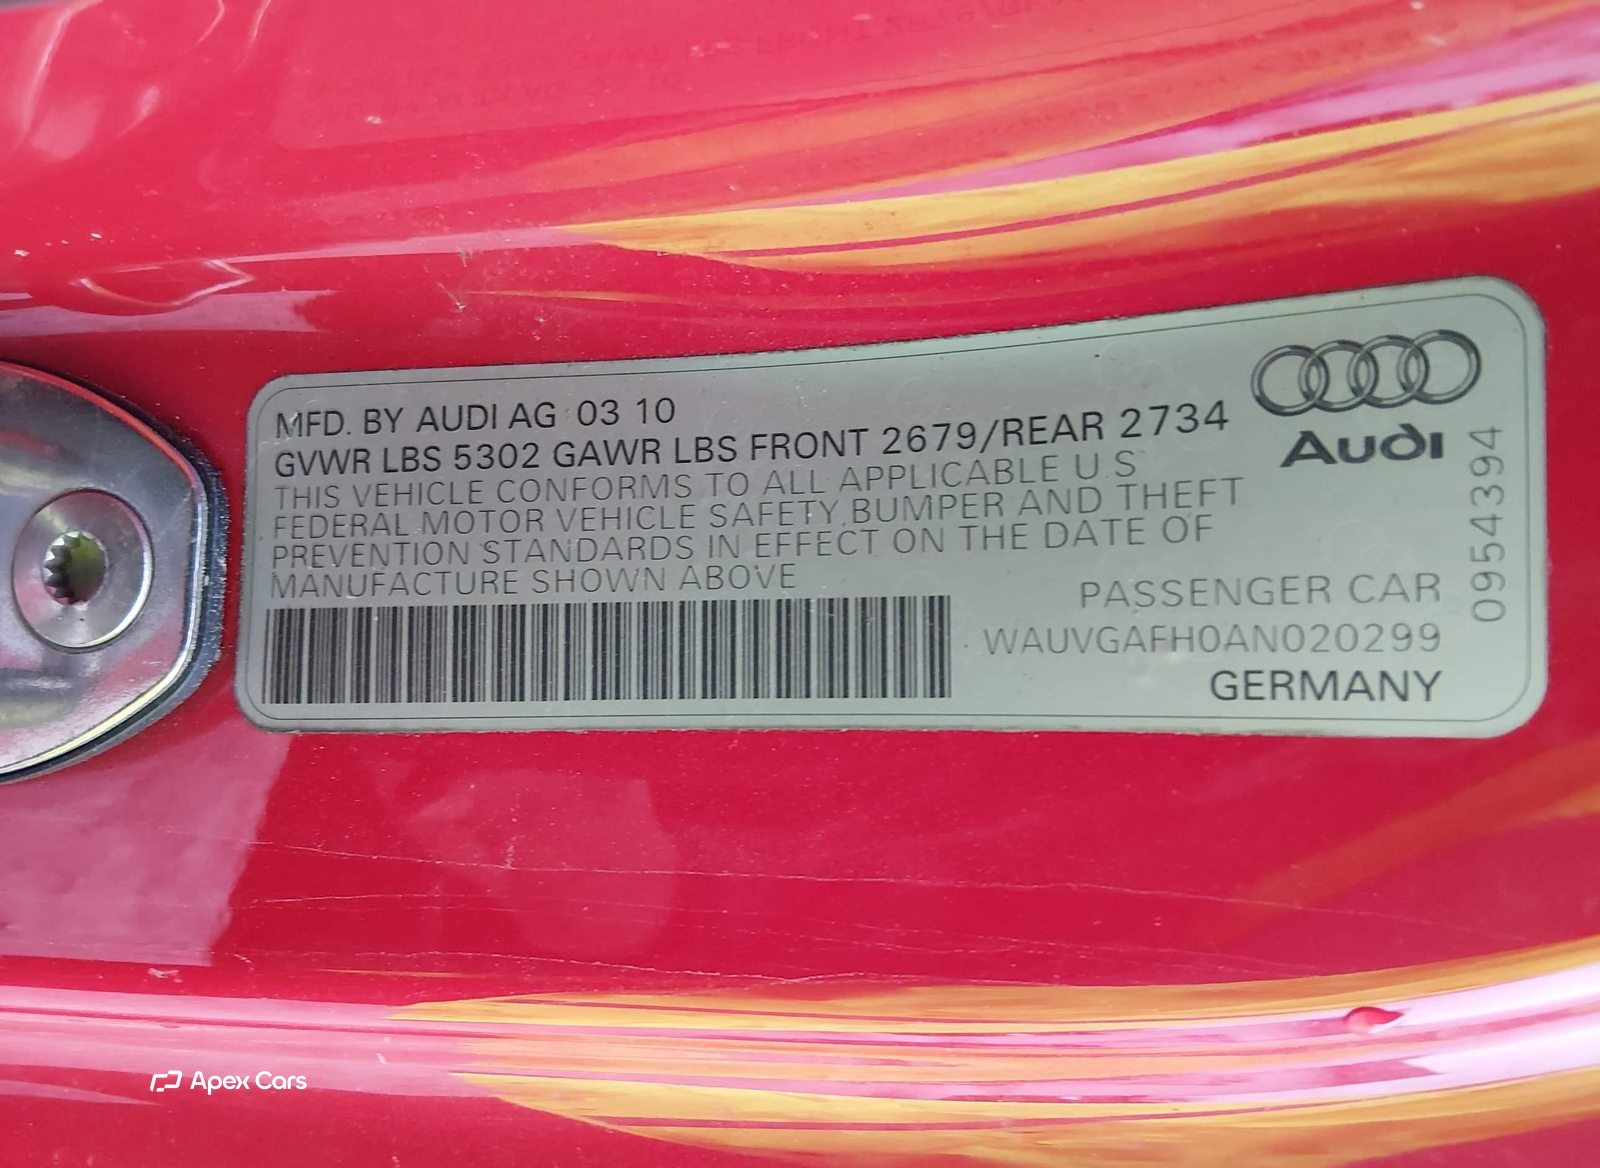 MFD. BY AUDI AG 03 10
GVWR LBS 5302 GAWR LBS FRONT 2679/REAR 2734
THIS VEHICLE CONFORMS TO ALL APPLICABLE U.S
FEDERAL MOTOR VEHICLE SAFETY, BUMPER AND THEFT
PREVENTION STANDARDS IN EFFECT ON THE DATE OF
MANUFACTURE SHOWN ABOVE
Audi
0954394
PASSENGER CAR
WAUVGAFH0AN020299
GERMANY
Apex Cars